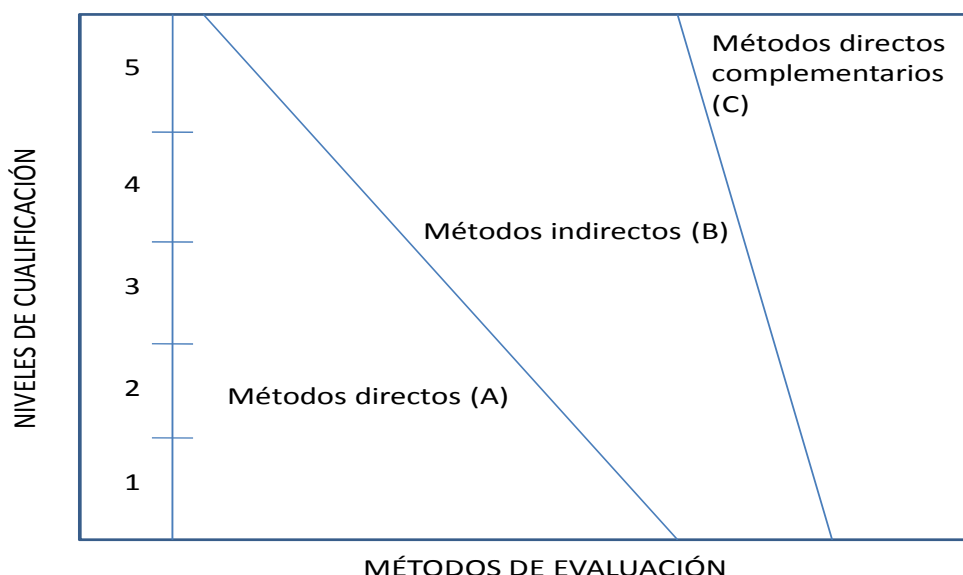 NIVELES DE CUALIFICACIÓN
5
4
3
2
1
Métodos directos
complementarios
(C)
Métodos indirectos (B)
Métodos directos (A)
MÉTODOS DE EVALUACIÓN